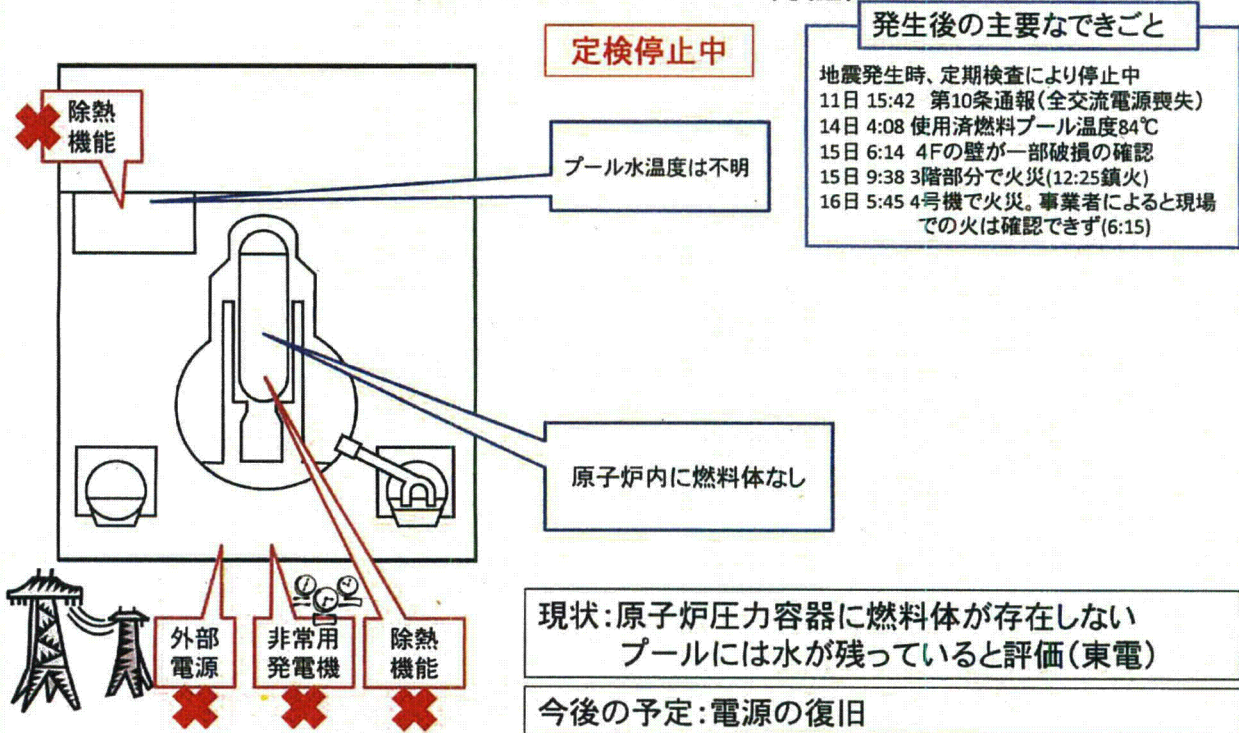 定検停止中
発生後の主要なできごと
地震発生時、定期検査により停止中
11日 15:42 第10条通報(全交流電源喪失)
14日 4:08 使用済燃料プール温度84℃
15日 6:14 4Fの壁が一部破損の確認
15日 9:38 3階部分で火災(12:25鎮火)
16日 5:45 4号機で火災。事業者によると現場
での火は確認できず(6:15)
除熱
機能
プール水温度は不明
原子炉内に燃料体なし
外部
電源
非常用
発電機
除熱
機能
現状:原子炉圧力容器に燃料体が存在しない
プールには水が残っていると評価(東電)
今後の予定:電源の復旧